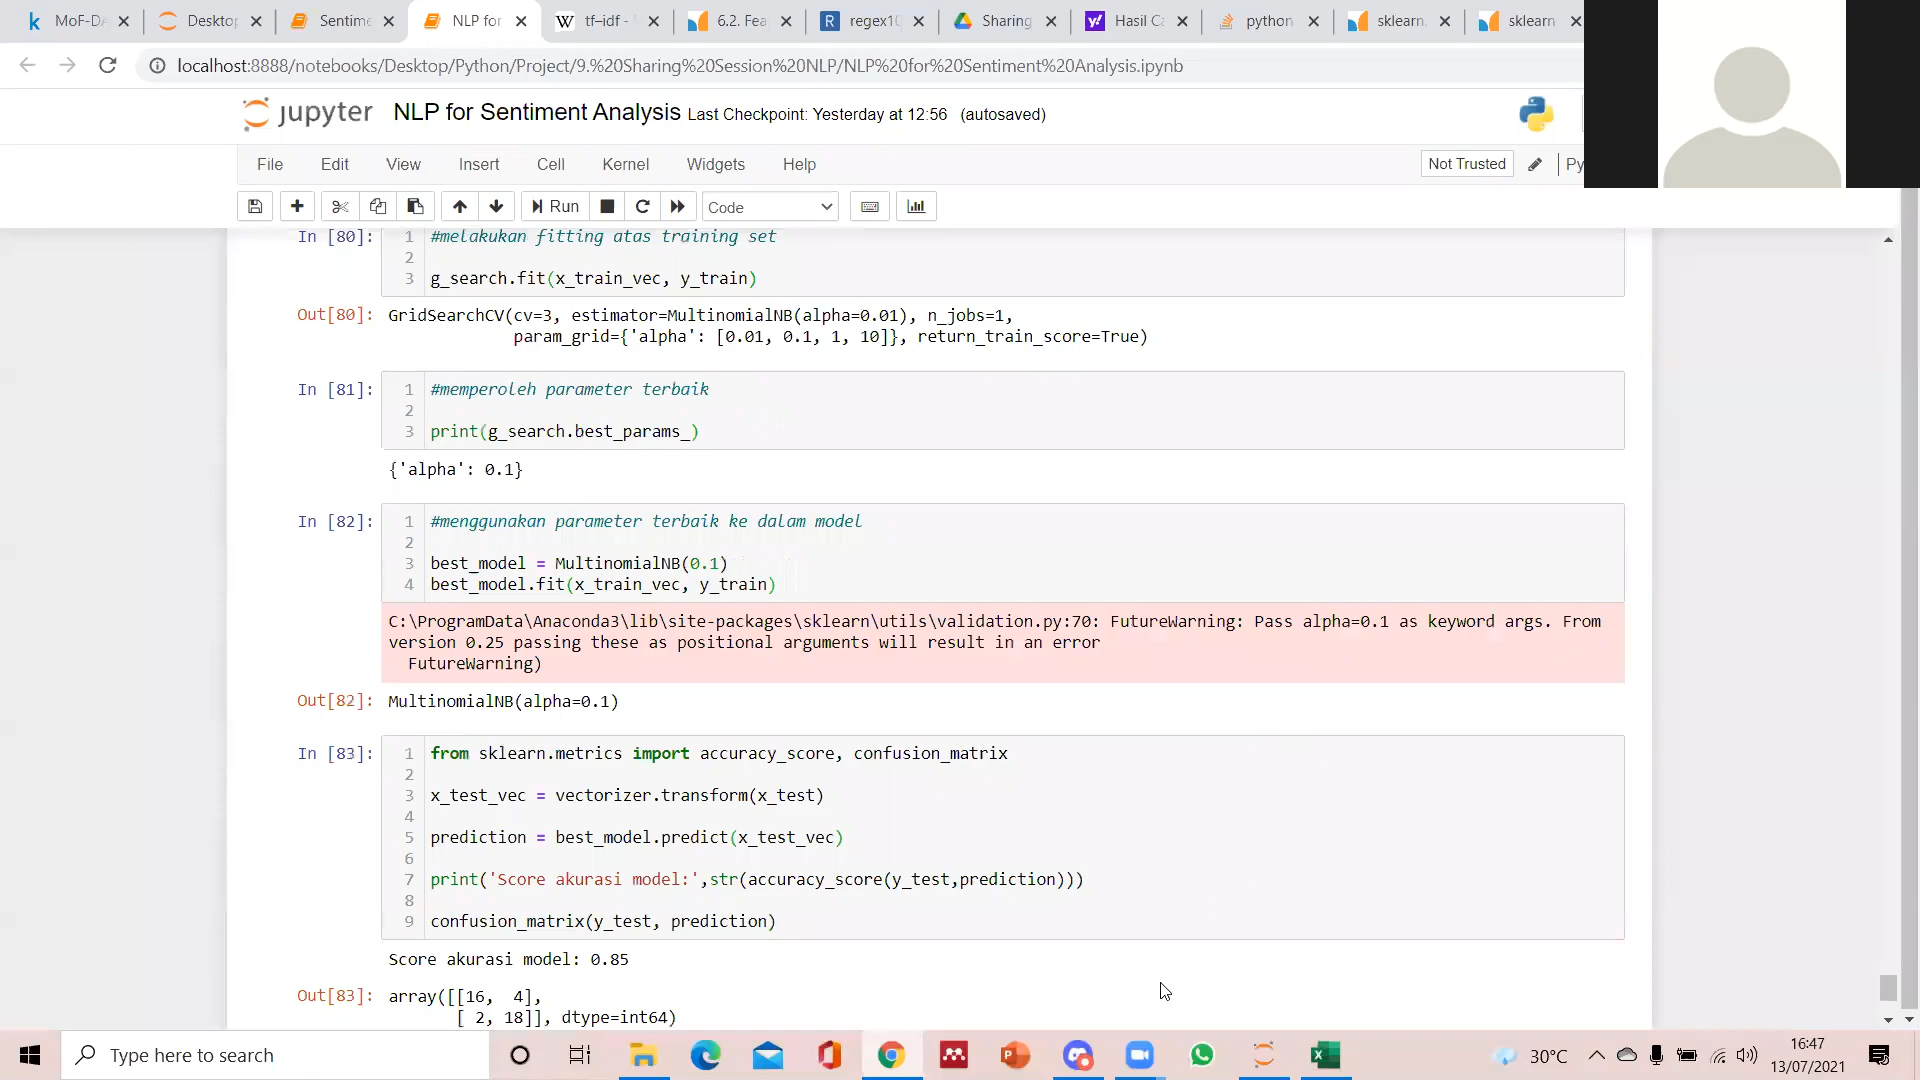 MoF-DA
Desktop
Sentime
NLP for
tf–idf -
6.2. Fea
regex10
Sharing
Hasil Ca
python
sklearn.
sklearn
localhost:8888/notebooks/Desktop/Python/Project/9.%20Sharing%20Session%20NLP/NLP%20for%20Sentiment%20Analysis.ipynb
jupyter NLP for Sentiment Analysis Last Checkpoint: Yesterday at 12:56 (autosaved)
File Edit View Insert Cell Kernel Widgets Help Not Trusted Py
Run Code
In [80]: 1 #melakukan fitting atas training set
2
3 g_search.fit(x_train_vec, y_train)
Out[80]: GridSearchCV(cv=3, estimator=MultinomialNB(alpha=0.01), n_jobs=1,
param_grid={'alpha': [0.01, 0.1, 1, 10]}, return_train_score=True)
In [81]: 1 #memperoleh parameter terbaik
2
3 print(g_search.best_params_)
{'alpha': 0.1}
In [82]: 1 #menggunakan parameter terbaik ke dalam model
2
3 best_model = MultinomialNB(0.1)
4 best_model.fit(x_train_vec, y_train)
C:\ProgramData\Anaconda3\lib\site-packages\sklearn\utils\validation.py:70: FutureWarning: Pass alpha=0.1 as keyword args. From
version 0.25 passing these as positional arguments will result in an error
FutureWarning)
Out[82]: MultinomialNB(alpha=0.1)
In [83]: 1 from sklearn.metrics import accuracy_score, confusion_matrix
2
3 x_test_vec = vectorizer.transform(x_test)
4
5 prediction = best_model.predict(x_test_vec)
6
7 print('Score akurasi model:',str(accuracy_score(y_test,prediction)))
8
9 confusion_matrix(y_test, prediction)
Score akurasi model: 0.85
Out[83]: array([[16, 4],
[ 2, 18]], dtype=int64)
Type here to search
30°C
16:47
13/07/2021